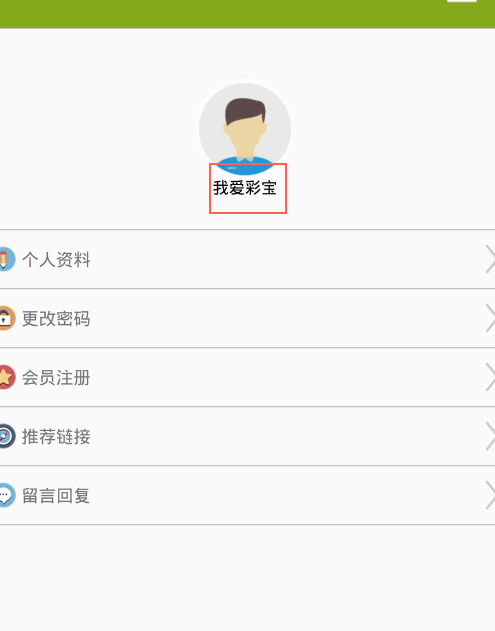 我爱彩宝
个人资料
更改密码
会员注册
推荐链接
留言回复